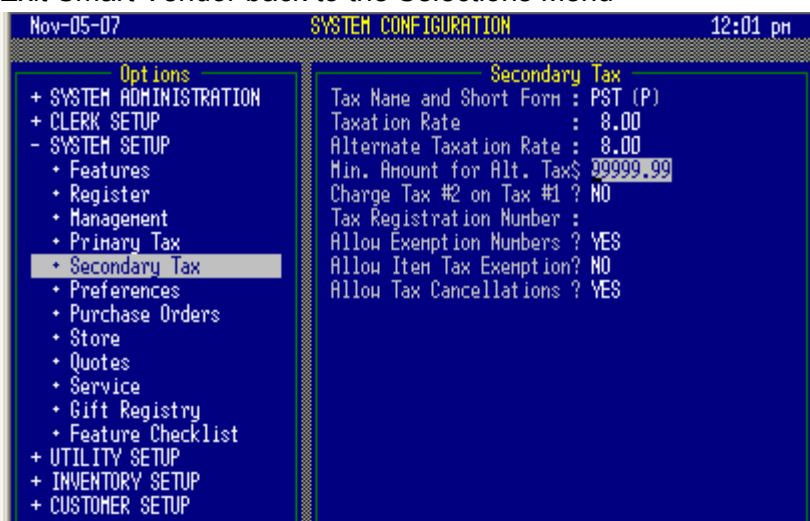 Exit Smart Vendor back to the Selections Menu
Nov-05-07 SYSTEM CONFIGURATION 12:01 pm
Options
+ SYSTEM ADMINISTRATION
+ CLERK SETUP
- SYSTEM SETUP
• Features
• Register
• Management
• Primary Tax
• Secondary Tax
• Preferences
• Purchase Orders
• Store
• Quotes
• Service
• Gift Registry
• Feature Checklist
+ UTILITY SETUP
+ INVENTORY SETUP
+ CUSTOMER SETUP
Secondary Tax
Tax Name and Short Form : PST (P)
Taxation Rate : 8.00
Alternate Taxation Rate : 8.00
Min. Amount for Alt. Tax$ 99999.99
Charge Tax #2 on Tax #1 ? NO
Tax Registration Number :
Allow Exemption Numbers ? YES
Allow Item Tax Exemption? NO
Allow Tax Cancellations ? YES